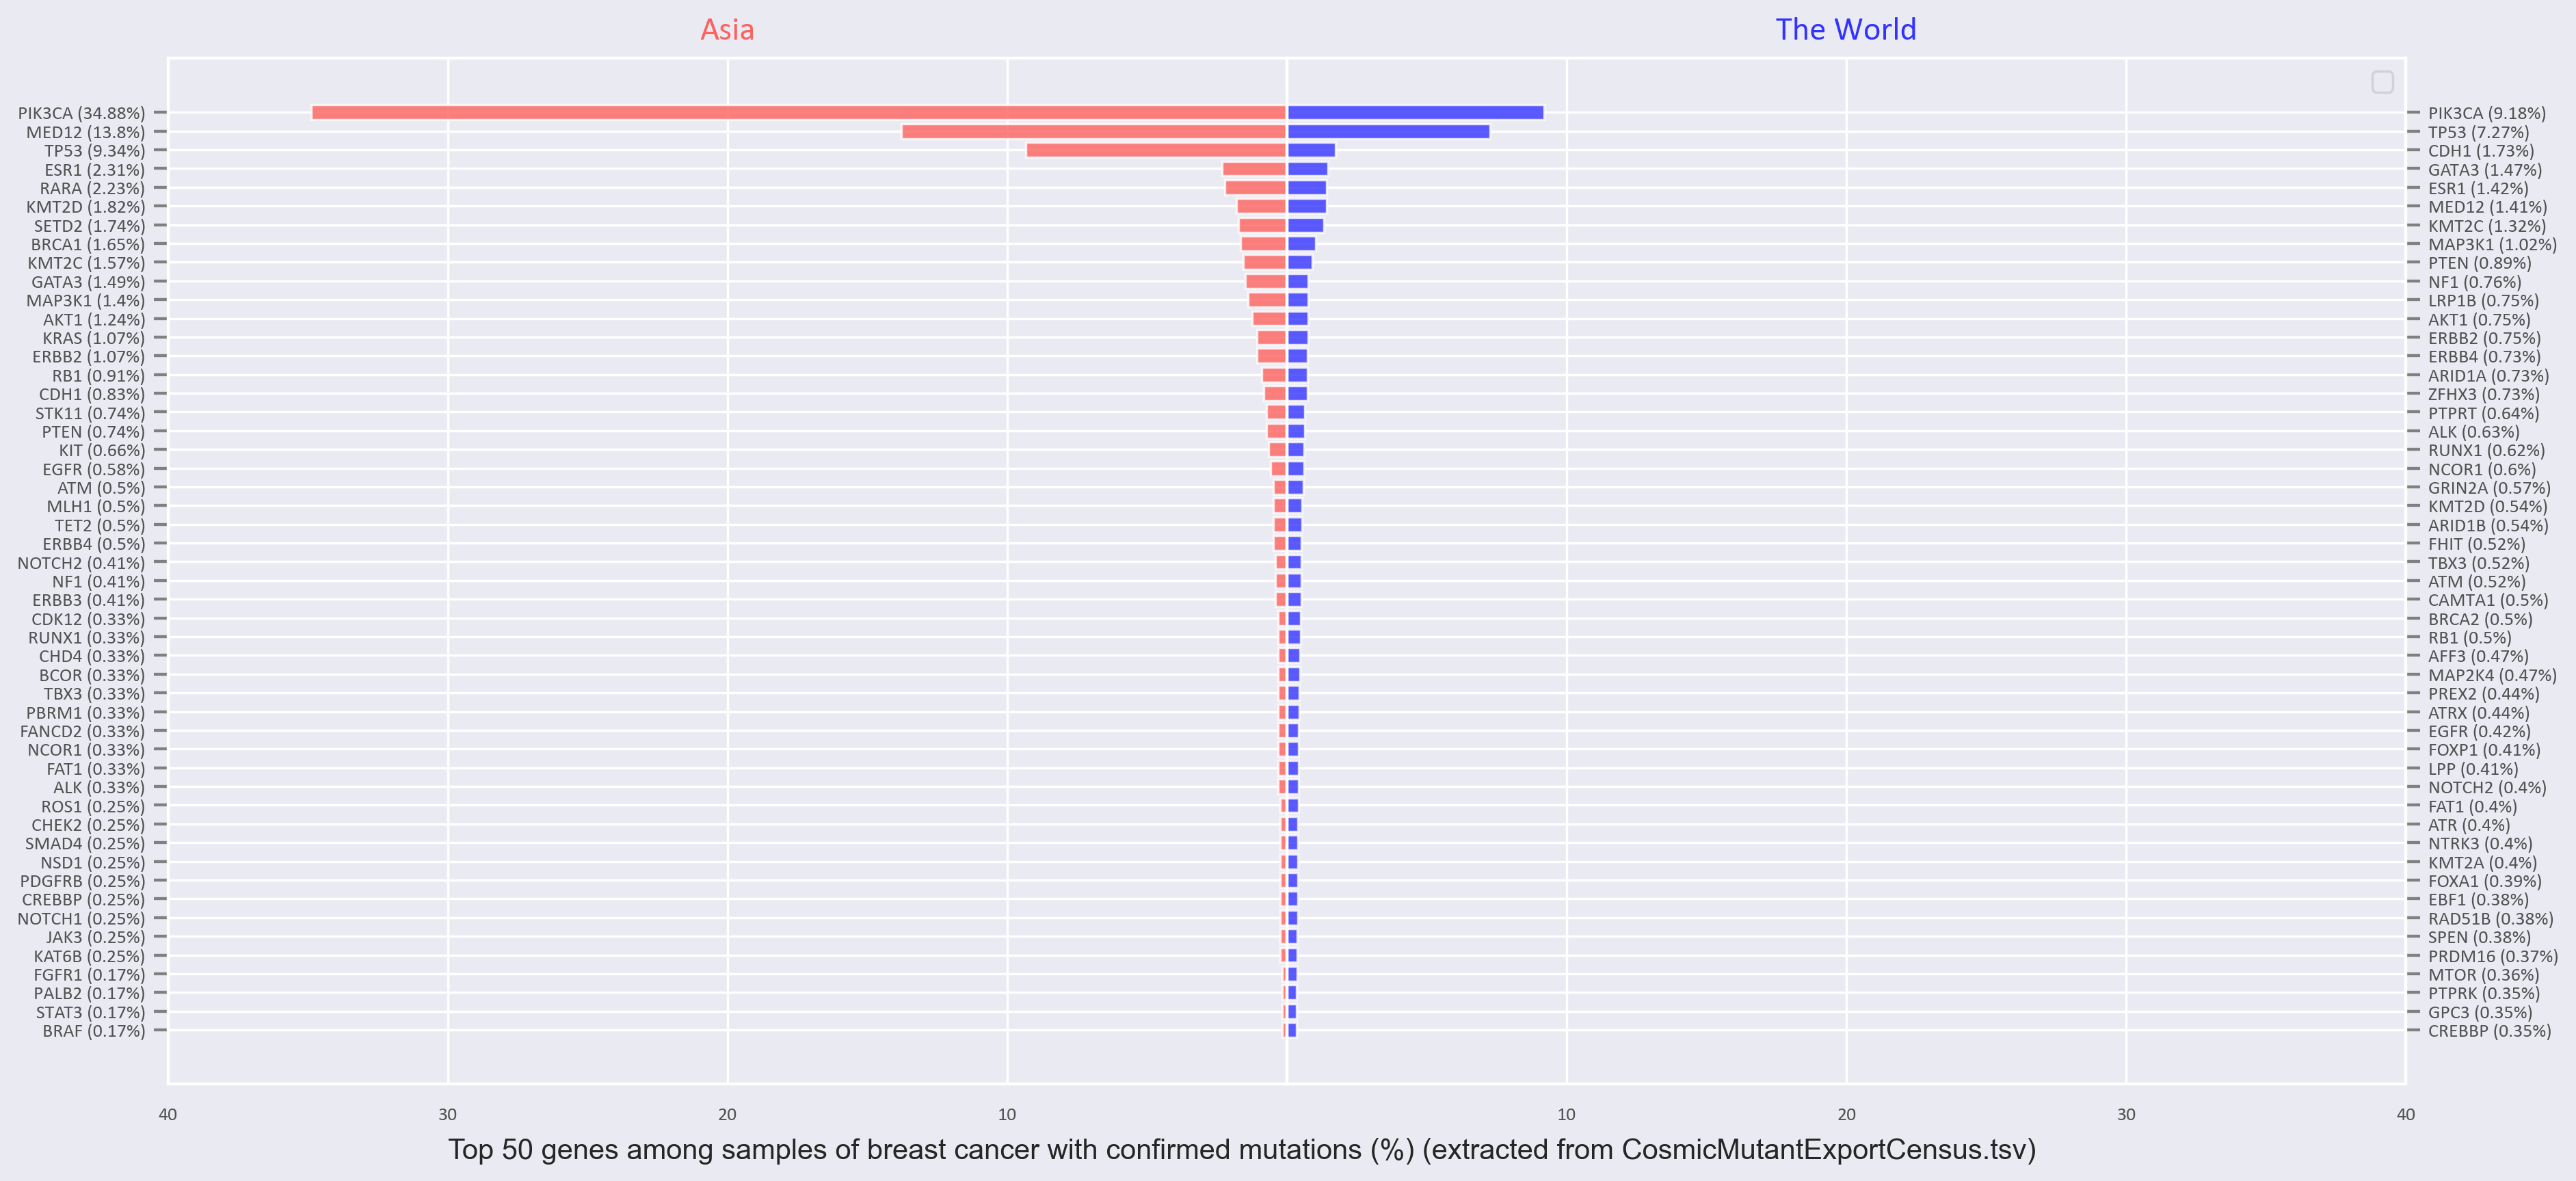 Asia
The World
PIK3CA (34.88%)
MED12 (13.8%)
TP53 (9.34%)
ESR1 (2.31%)
RARA (2.23%)
KMT2D (1.82%)
SETD2 (1.74%)
BRCA1 (1.65%)
KMT2C (1.57%)
GATA3 (1.49%)
MAP3K1 (1.4%)
AKT1 (1.24%)
KRAS (1.07%)
ERBB2 (1.07%)
RB1 (0.91%)
CDH1 (0.83%)
STK11 (0.74%)
PTEN (0.74%)
KIT (0.66%)
EGFR (0.58%)
ATM (0.5%)
MLH1 (0.5%)
TET2 (0.5%)
ERBB4 (0.5%)
NOTCH2 (0.41%)
NF1 (0.41%)
ERBB3 (0.41%)
CDK12 (0.33%)
RUNX1 (0.33%)
CHD4 (0.33%)
BCOR (0.33%)
TBX3 (0.33%)
PBRM1 (0.33%)
FANCD2 (0.33%)
NCOR1 (0.33%)
FAT1 (0.33%)
ALK (0.33%)
ROS1 (0.25%)
CHEK2 (0.25%)
SMAD4 (0.25%)
NSD1 (0.25%)
PDGFRB (0.25%)
CREBBP (0.25%)
NOTCH1 (0.25%)
JAK3 (0.25%)
KAT6B (0.25%)
FGFR1 (0.17%)
PALB2 (0.17%)
STAT3 (0.17%)
BRAF (0.17%)
PIK3CA (9.18%)
TP53 (7.27%)
CDH1 (1.73%)
GATA3 (1.47%)
ESR1 (1.42%)
MED12 (1.41%)
KMT2C (1.32%)
MAP3K1 (1.02%)
PTEN (0.89%)
NF1 (0.76%)
LRP1B (0.75%)
AKT1 (0.75%)
ERBB2 (0.75%)
ERBB4 (0.73%)
ARID1A (0.73%)
ZFHX3 (0.73%)
PTPRT (0.64%)
ALK (0.63%)
RUNX1 (0.62%)
NCOR1 (0.6%)
GRIN2A (0.57%)
KMT2D (0.54%)
ARID1B (0.54%)
FHIT (0.52%)
TBX3 (0.52%)
ATM (0.52%)
CAMTA1 (0.5%)
BRCA2 (0.5%)
RB1 (0.5%)
AFF3 (0.47%)
MAP2K4 (0.47%)
PREX2 (0.44%)
ATRX (0.44%)
EGFR (0.42%)
FOXP1 (0.41%)
LPP (0.41%)
NOTCH2 (0.4%)
FAT1 (0.4%)
ATR (0.4%)
NTRK3 (0.4%)
KMT2A (0.4%)
FOXA1 (0.39%)
EBF1 (0.38%)
RAD51B (0.38%)
SPEN (0.38%)
PRDM16 (0.37%)
MTOR (0.36%)
PTPRK (0.35%)
GPC3 (0.35%)
CREBBP (0.35%)
40 30 20 10 10 20 30 40
Top 50 genes among samples of breast cancer with confirmed mutations (%) (extracted from CosmicMutantExportCensus.tsv)